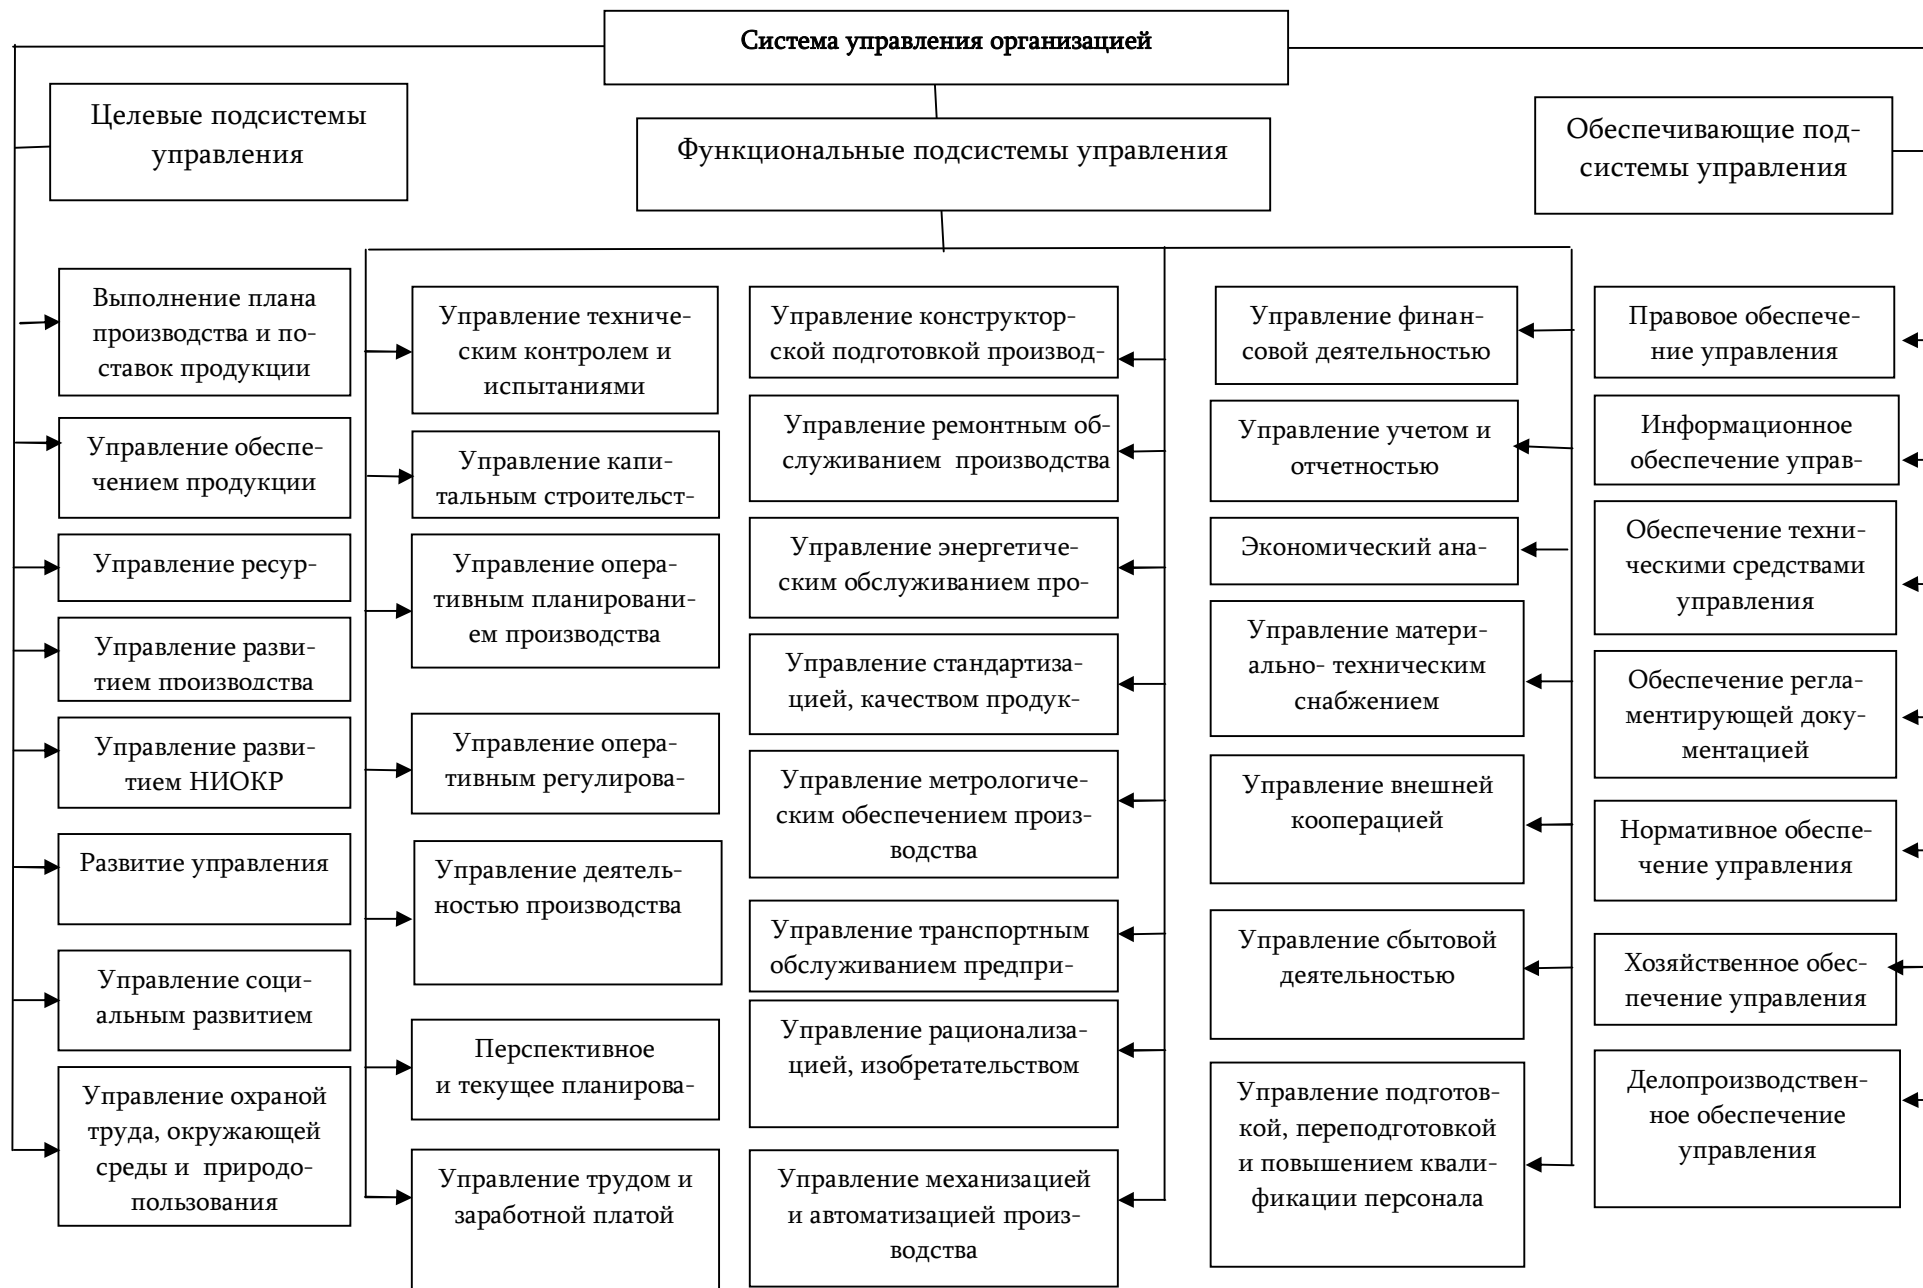 Система управления организацией
Целевые подсистемы
управления
Функциональные подсистемы управления
Обеспечивающие под-
системы управления
Выполнение плана
производства и по-
ставок продукции
Управление обеспе-
чением продукции
Управление ресур-
Управление разви-
тием производства
Управление разви-
тием НИОКР
Развитие управления
Управление соци-
альным развитием
Управление охраной
труда, окружающей
среды и природо-
пользования
Управление техниче-
ским контролем и
испытаниями
Управление капи-
тальным строительст-
Управление опера-
тивным планировани-
ем производства
Управление опера-
тивным регулирова-
Управление деятель-
ностью производства
Перспективное
и текущее планирова-
Управление трудом и
заработной платой
Управление конструктор-
ской подготовкой производ-
Управление ремонтным об-
служиванием производства
Управление энергетиче-
ским обслуживанием про-
Управление стандартиза-
цией, качеством продук-
Управление метрологиче-
ским обеспечением произ-
водства
Управление транспортным
обслуживанием предпри-
Управление рационализа-
цией, изобретательством
Управление механизацией
и автоматизацией произ-
водства
Управление финан-
совой деятельностью
Управление учетом и
отчетностью
Экономический ана-
Управление матери-
ально- техническим
снабжением
Управление внешней
кооперацией
Управление сбытовой
деятельностью
Управление подготов-
кой, переподготовкой
и повышением квали-
фикации персонала
Правовое обеспече-
ние управления
Информационное
обеспечение управ-
Обеспечение техни-
ческими средствами
управления
Обеспечение регла-
ментирующей доку-
ментацией
Нормативное обеспе-
чение управления
Хозяйственное обес-
печение управления
Делопроизводствен-
ное обеспечение
управления